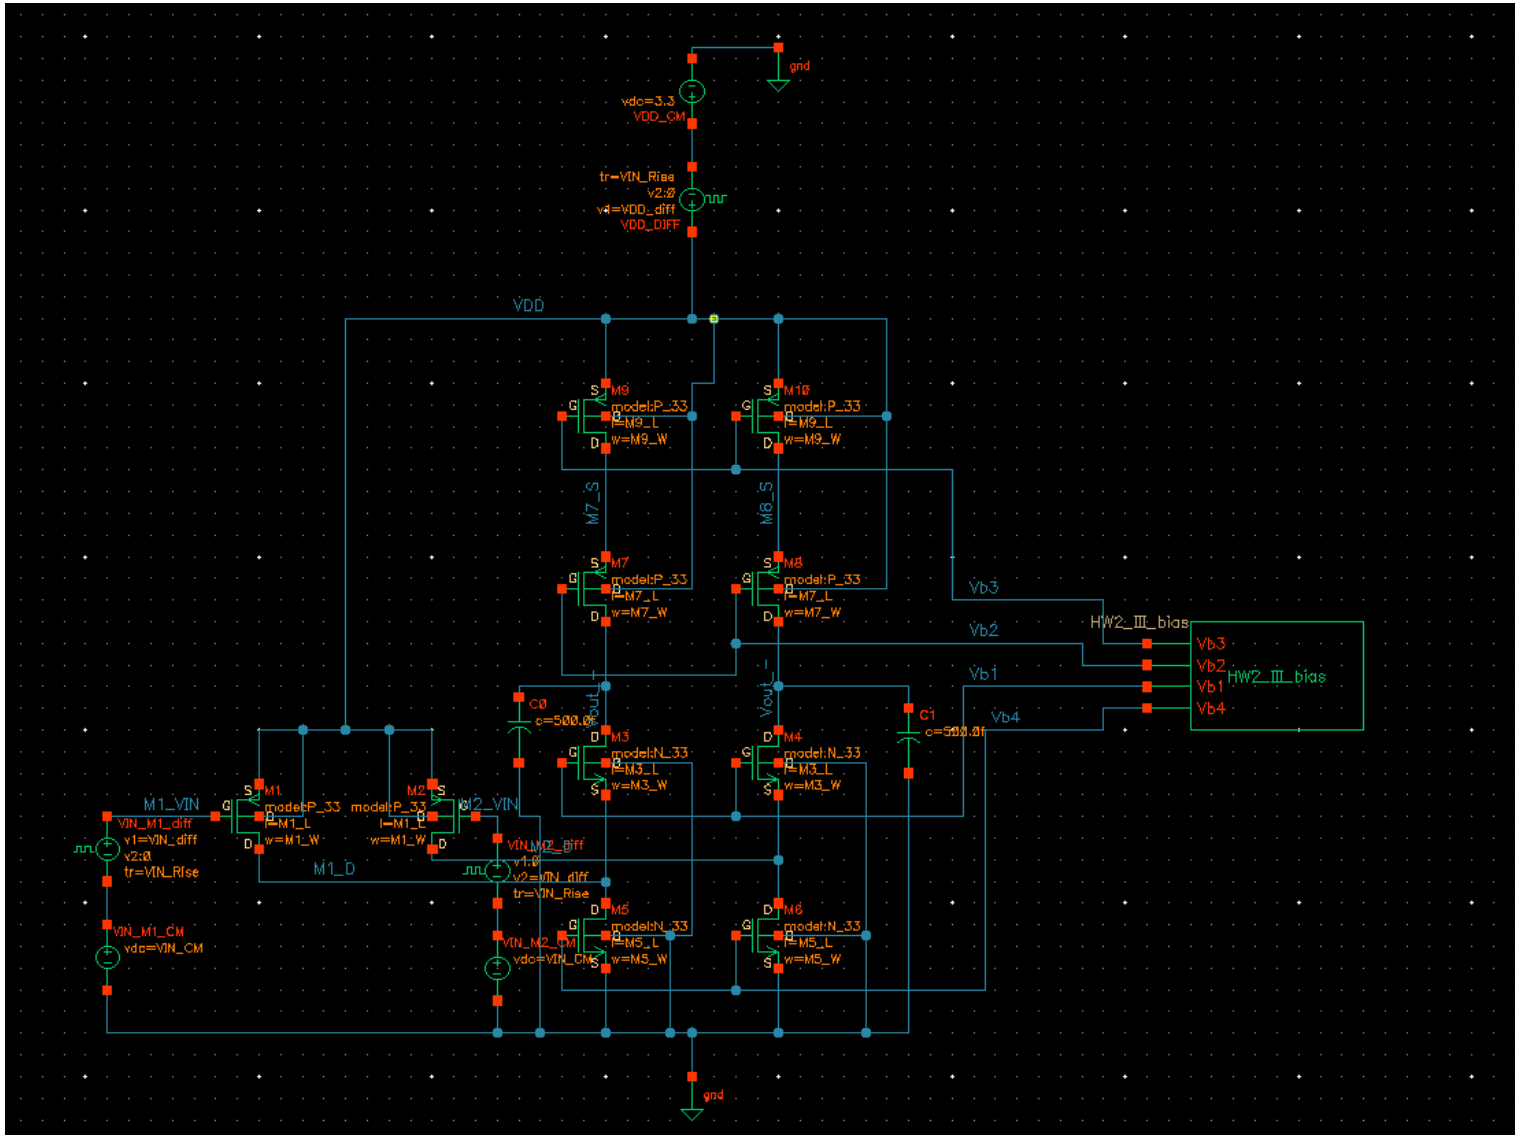 gnd
vdc=3.3
VDD_CM
tr=VIN_Rise
v2:0
v1=VDD_diff
VDD_DIFF
VDD
S M9
G model:P_33
B l=M9_L
D w=M9_W
S M10
G model:P_33
B l=M9_L
D w=M9_W
M7_S
M8_S
S M7
G model:P_33
B l=M7_L
D w=M7_W
S M8
G model:P_33
B l=M7_L
D w=M7_W
Vb3
Vb2
Vb1
Vb4
HW2_III_bias
Vb3
Vb2
Vb1
Vb4
HW2_III_bias
Vout_+
Vout_-
C0
c=500.0f
C1
c=500.0f
D M3
G model:N_33
B l=M3_L
S w=M3_W
D M4
G model:N_33
B l=M3_L
S w=M3_W
M1_VIN
S M1
G model:P_33
B l=M1_L
D w=M1_W
M2 S
model:P_33 G
l=M1_L B
w=M1_W D
M2_VIN
VIN_M1_diff
v1=VIN_diff
v2:0
tr=VIN_Rise
M1_D
VIN_M2_diff
v1:0
v2=VIN_diff
tr=VIN_Rise
VIN_M1_CM
vdc=VIN_CM
VIN_M2_CM
vdc=VIN_CM
D M5
G model:N_33
B l=M5_L
S w=M5_W
D M6
G model:N_33
B l=M5_L
S w=M5_W
gnd